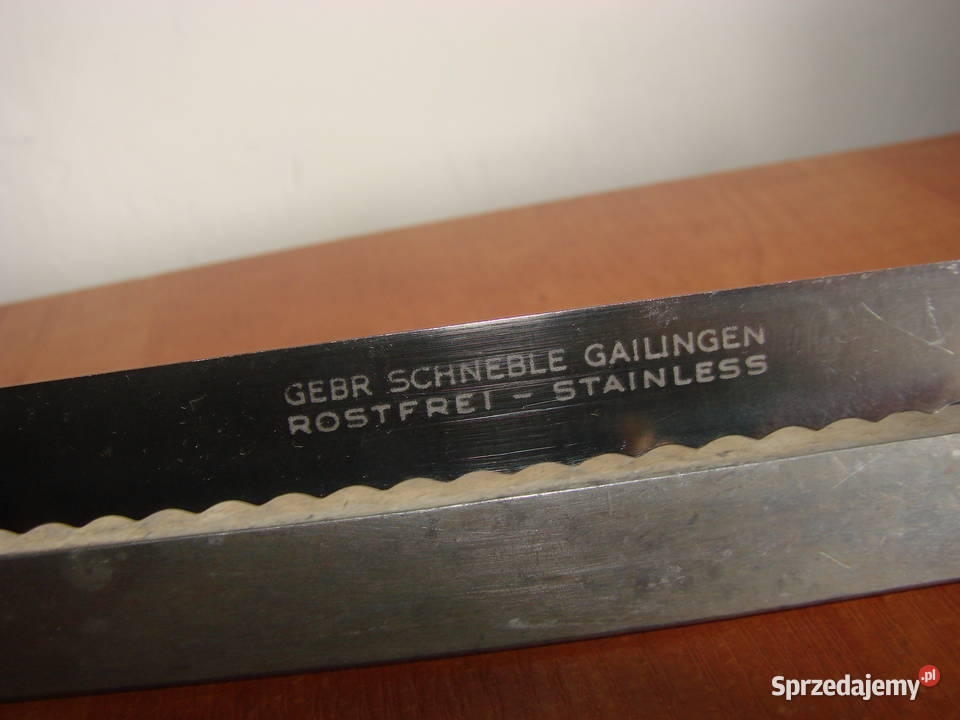 GEBR SCHNEBLE GAILINGEN
ROSTFREI - STAINLESS
Sprzedajemy.pl